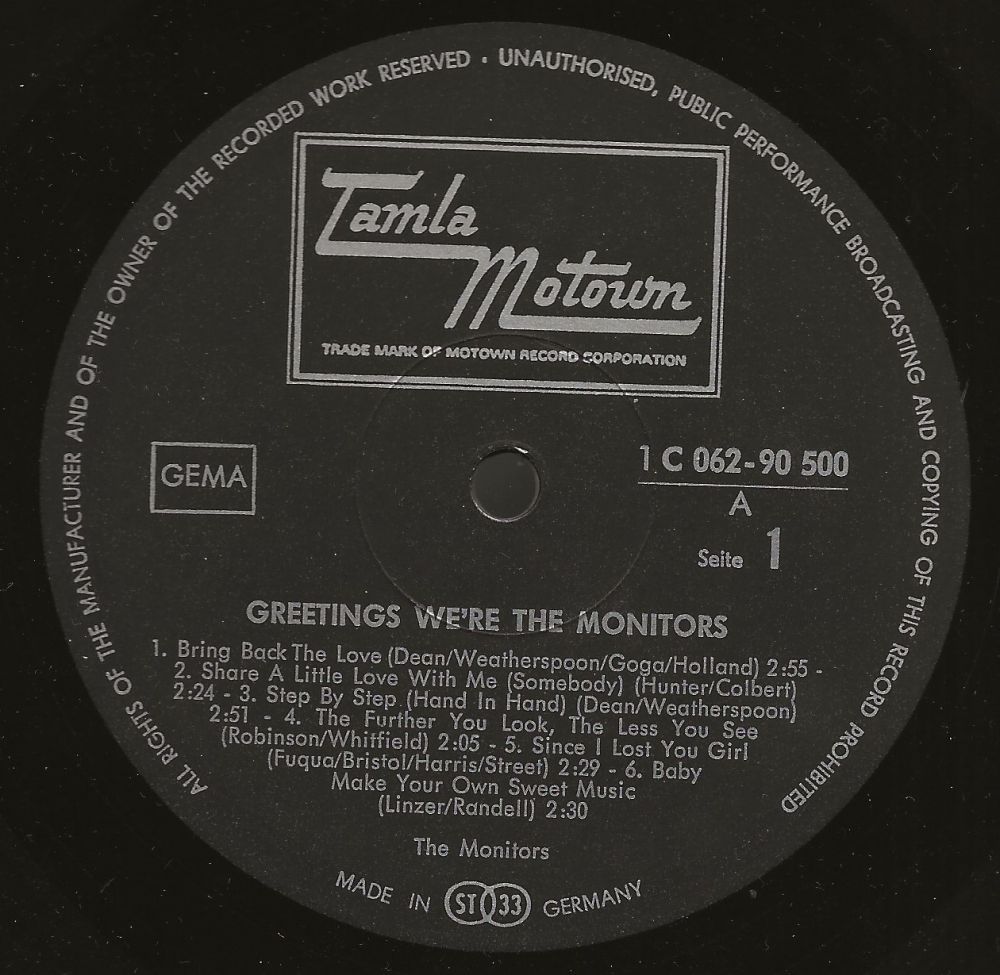 ALL RIGHTS OF THE MANUFACTURER AND OF THE OWNER OF THE RECORDED WORK RESERVED · UNAUTHORISED, PUBLIC PERFORMANCE BROADCASTING AND COPYING OF THIS RECORD PROHIBITED
Tamla
Motown
TRADE MARK OF MOTOWN RECORD CORPORATION
GEMA
1 C 062-90 500
A
Seite 1
GREETINGS WE'RE THE MONITORS
1. Bring Back The Love (Dean/Weatherspoon/Goga/Holland) 2:55 -
2. Share A Little Love With Me (Somebody) (Hunter/Colbert)
2:24 - 3. Step By Step (Hand In Hand) (Dean/Weatherspoon)
2:51 - 4. The Further You Look, The Less You See
(Robinson/Whiffield) 2:05 - 5. Since I Lost You Girl
(Fuqua/Bristol/Harris/Street) 2:29 - 6. Baby
Make Your Own Sweet Music
(Linzer/Randell) 2:30
The Monitors
MADE IN ST 33 GERMANY